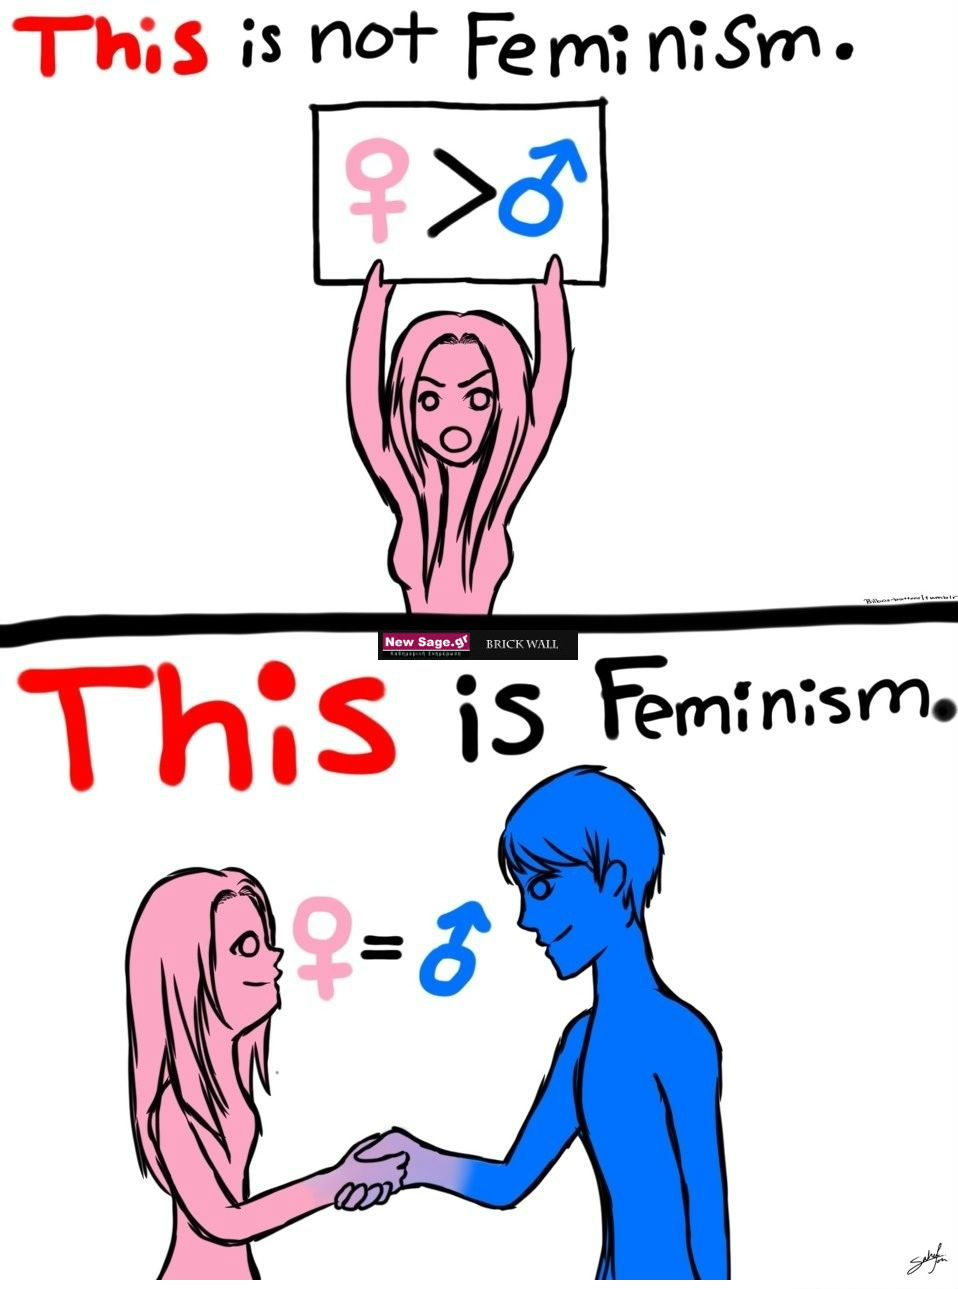 This is not Feminism.
♀ > ♂
New Sage.gr
BRICK WALL
This is Feminism.
♀ = ♂